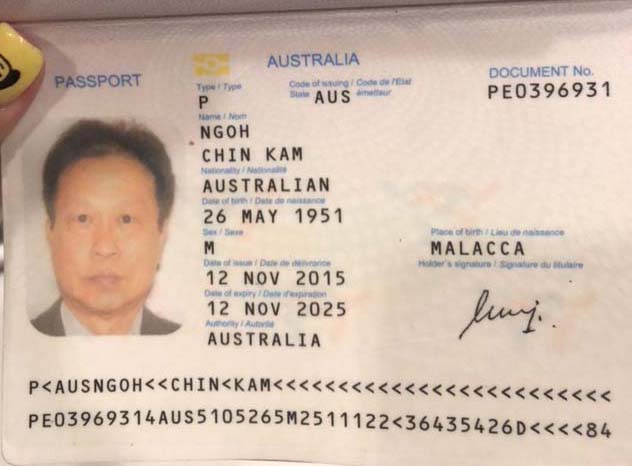 PASSPORT
AUSTRALIA
Type / Type
P
Code of issuing / Code de l'Etat
State émetteur
AUS
DOCUMENT No.
PE0396931
Name / Nom
NGOH
CHIN KAM
Nationality / Nationalité
AUSTRALIAN
Date of birth / Date de naissance
26 MAY 1951
Sex / Sexe
M
Place of birth / Lieu de naissance
MALACCA
Date of issue / Date de délivrance
12 NOV 2015
Holder's signature / Signature du titulaire
Date of expiry / Date d'expiration
12 NOV 2025
Authority / Autorité
AUSTRALIA
P<AUSNGOH<<CHIN<KAM<<<<<<<<<<<<<<<<<<<<<<<<<
PE03969314AUS5105265M2511122<36435426D<<<<84